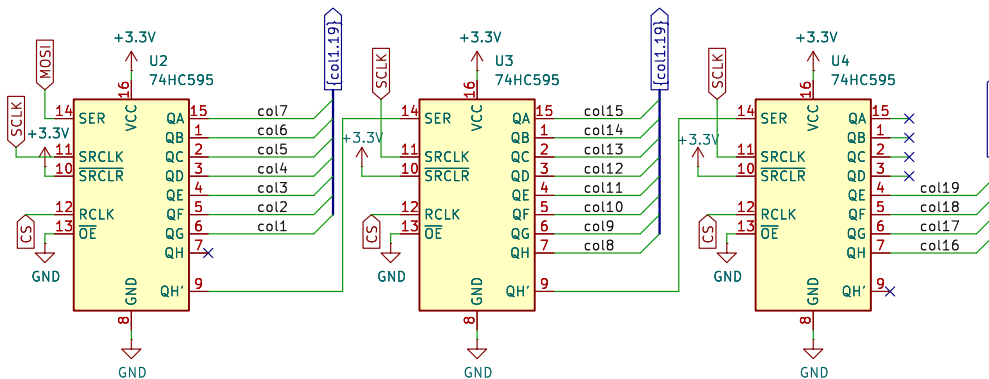 +3.3V
U2
74HC595
MOSI
SCLK
+3.3V
16
VCC
14
SER
11
SRCLK
10
SRCLR
12
RCLK
CS
13
OE
GND
QA
15
col7
QB
1
col6
QC
2
col5
QD
3
col4
QE
4
col3
QF
5
col2
QG
6
col1
QH
7
QH'
9
GND
8
GND
{col1.19}
+3.3V
U3
74HC595
SCLK
+3.3V
16
VCC
14
SER
11
SRCLK
10
SRCLR
12
RCLK
CS
13
OE
GND
QA
15
col15
QB
1
col14
QC
2
col13
QD
3
col12
QE
4
col11
QF
5
col10
QG
6
col9
QH
7
col8
QH'
9
GND
8
GND
{col1.19}
+3.3V
U4
74HC595
SCLK
+3.3V
16
VCC
14
SER
11
SRCLK
10
SRCLR
12
RCLK
CS
13
OE
GND
QA
15
QB
1
QC
2
QD
3
QE
4
col19
QF
5
col18
QG
6
col17
QH
7
col16
QH'
9
GND
8
GND